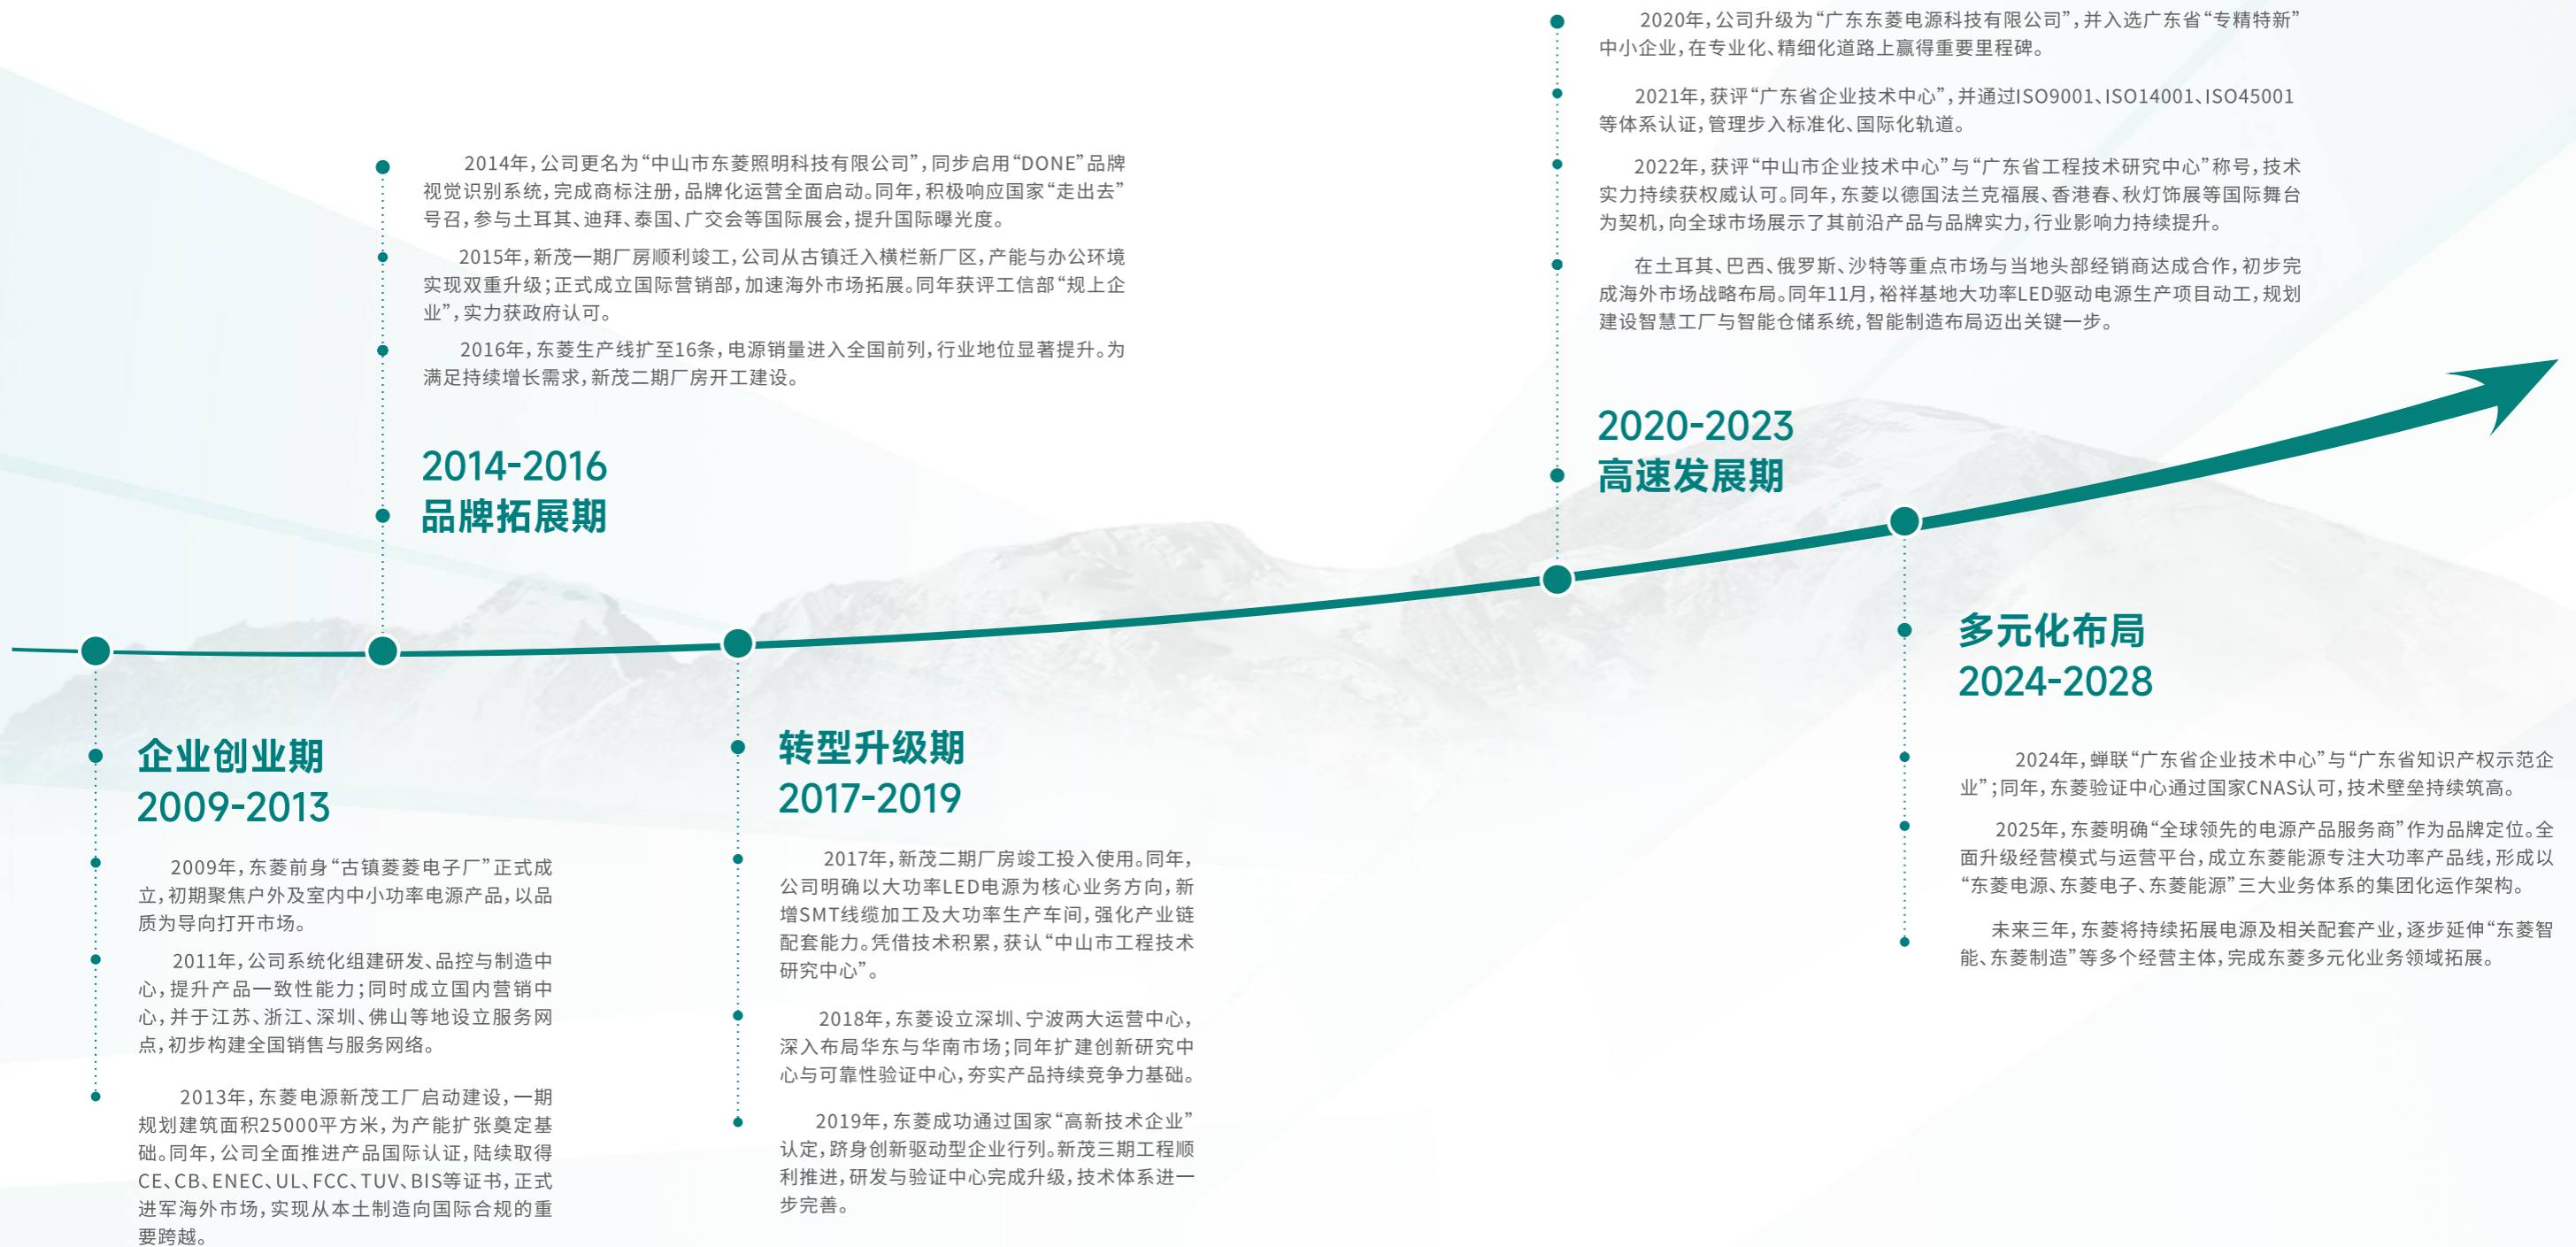 企业创业期
2009-2013
2009年，东菱前身“古镇菱菱电子厂”正式成
立，初期聚焦户外及室内中小功率电源产品，以品
质为导向打开市场。
2011年，公司系统化组建研发、品控与制造中
心，提升产品一致性能力；同时成立国内营销中
心，并于江苏、浙江、深圳、佛山等地设立服务网
点，初步构建全国销售与服务网络。
2013年，东菱电源新茂工厂启动建设，一期
规划建筑面积25000平方米，为产能扩张奠定基
础。同年，公司全面推进产品国际认证，陆续取得
CE、CB、ENEC、UL、FCC、TUV、BIS等证书，正式
进军海外市场，实现从本土制造向国际合规的重
要跨越。
2014年，公司更名为“中山市东菱照明科技有限公司”，同步启用“DONE”品牌
视觉识别系统，完成商标注册，品牌化运营全面启动。同年，积极响应国家“走出去”
号召，参与土耳其、迪拜、泰国、广交会等国际展会，提升国际曝光度。
2015年，新茂一期厂房顺利竣工，公司从古镇迁入横栏新厂区，产能与办公环境
实现双重升级；正式成立国际营销部，加速海外市场拓展。同年获评工信部“规上企
业”，实力获政府认可。
2016年，东菱生产线扩至16条，电源销量进入全国前列，行业地位显著提升。为
满足持续增长需求，新茂二期厂房开工建设。
2014-2016
品牌拓展期
转型升级期
2017-2019
2017年，新茂二期厂房竣工投入使用。同年，
公司明确以大功率LED电源为核心业务方向，新
增SMT线缆加工及大功率生产车间，强化产业链
配套能力。凭借技术积累，获认“中山市工程技术
研究中心”。
2018年，东菱设立深圳、宁波两大运营中心，
深入布局华东与华南市场；同年扩建创新研究中
心与可靠性验证中心，夯实产品持续竞争力基础。
2019年，东菱成功通过国家“高新技术企业”
认定，跻身创新驱动型企业行列。新茂三期工程顺
利推进，研发与验证中心完成升级，技术体系进一
步完善。
2020年，公司升级为“广东东菱电源科技有限公司”，并入选广东省“专精特新”
中小企业，在专业化、精细化道路上赢得重要里程碑。
2021年，获评“广东省企业技术中心”，并通过ISO9001、ISO14001、ISO45001
等体系认证，管理步入标准化、国际化轨道。
2022年，获评“中山市企业技术中心”与“广东省工程技术研究中心”称号，技术
实力持续获权威认可。同年，东菱以德国法兰克福展、香港春、秋灯饰展等国际舞台
为契机，向全球市场展示了其前沿产品与品牌实力，行业影响力持续提升。
在土耳其、巴西、俄罗斯、沙特等重点市场与当地头部经销商达成合作，初步完
成海外市场战略布局。同年11月，裕祥基地大功率LED驱动电源生产项目动工，规划
建设智慧工厂与智能仓储系统，智能制造布局迈出关键一步。
2020-2023
高速发展期
多元化布局
2024-2028
2024年，蝉联“广东省企业技术中心”与“广东省知识产权示范企
业”；同年，东菱验证中心通过国家CNAS认可，技术壁垒持续筑高。
2025年，东菱明确“全球领先的电源产品服务商”作为品牌定位。全
面升级经营模式与运营平台，成立东菱能源专注大功率产品线，形成以
“东菱电源、东菱电子、东菱能源”三大业务体系的集团化运作架构。
未来三年，东菱将持续拓展电源及相关配套产业，逐步延伸“东菱智
能、东菱制造”等多个经营主体，完成东菱多元化业务领域拓展。